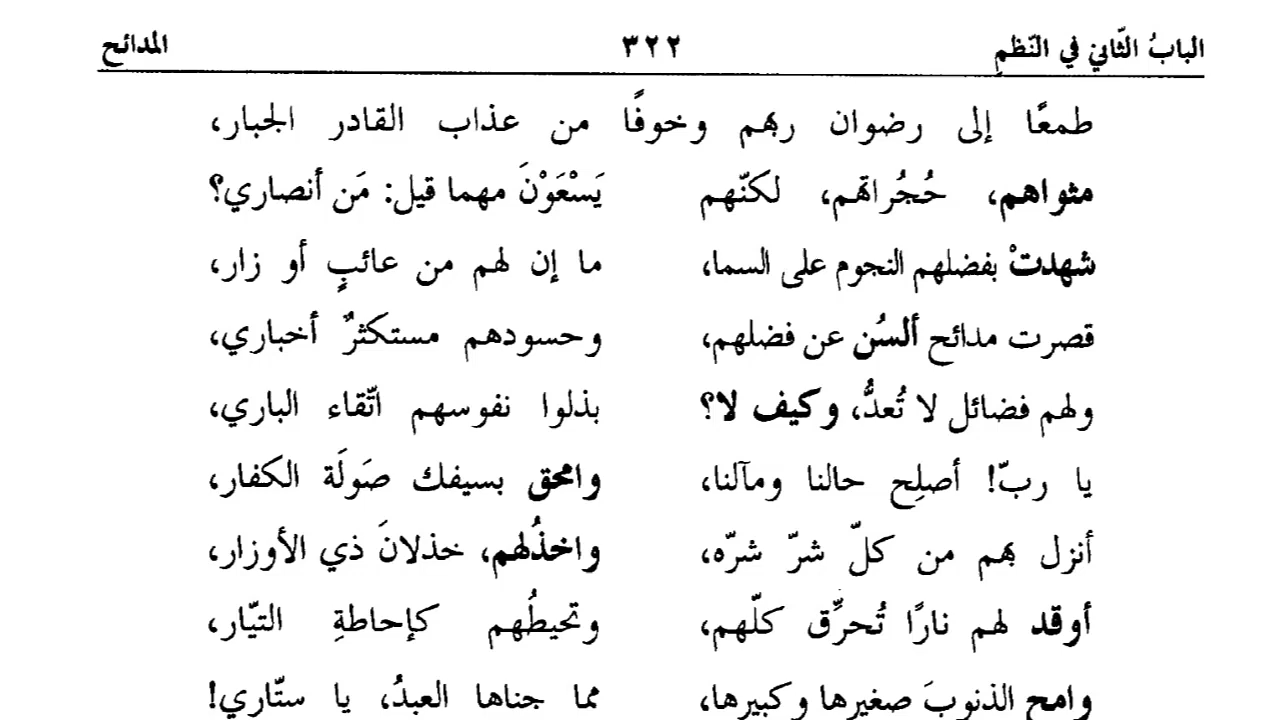 الباب الثّاني في النّظمِ ٣٢٢ المدائح
طمعًا إلى رضوان ربهم وخوفًا من عذاب القادر الجبار،
مثواهم، حُجُراتهم، لكنّهم يَسْعَوْنَ مهما قيل: مَن أنصاري؟
شهدتْ بفضلهم النجوم على السما، ما إن لهم من عائبٍ أو زار،
قصرت مدائح ألسُن عن فضلهم، وحسودهم مستكثرٌ أخباري،
ولهم فضائل لا تُعدُّ، وكيف لا؟ بذلوا نفوسهم اتّقاء الباري،
يا ربّ! أصلِح حالنا ومآلنا، وامحق بسيفك صَولَة الكفار،
أنزل بهم من كلّ شرّ شرّه، واخذُلهم، خذلانَ ذي الأوزار،
أوقد لهم نارًا تُحرِّق كلّهم، وتحيطُهم كإحاطةِ التيّار،
وامح الذنوبَ صغيرها وكبيرها، مما جناها العبدُ، يا ستّاري!